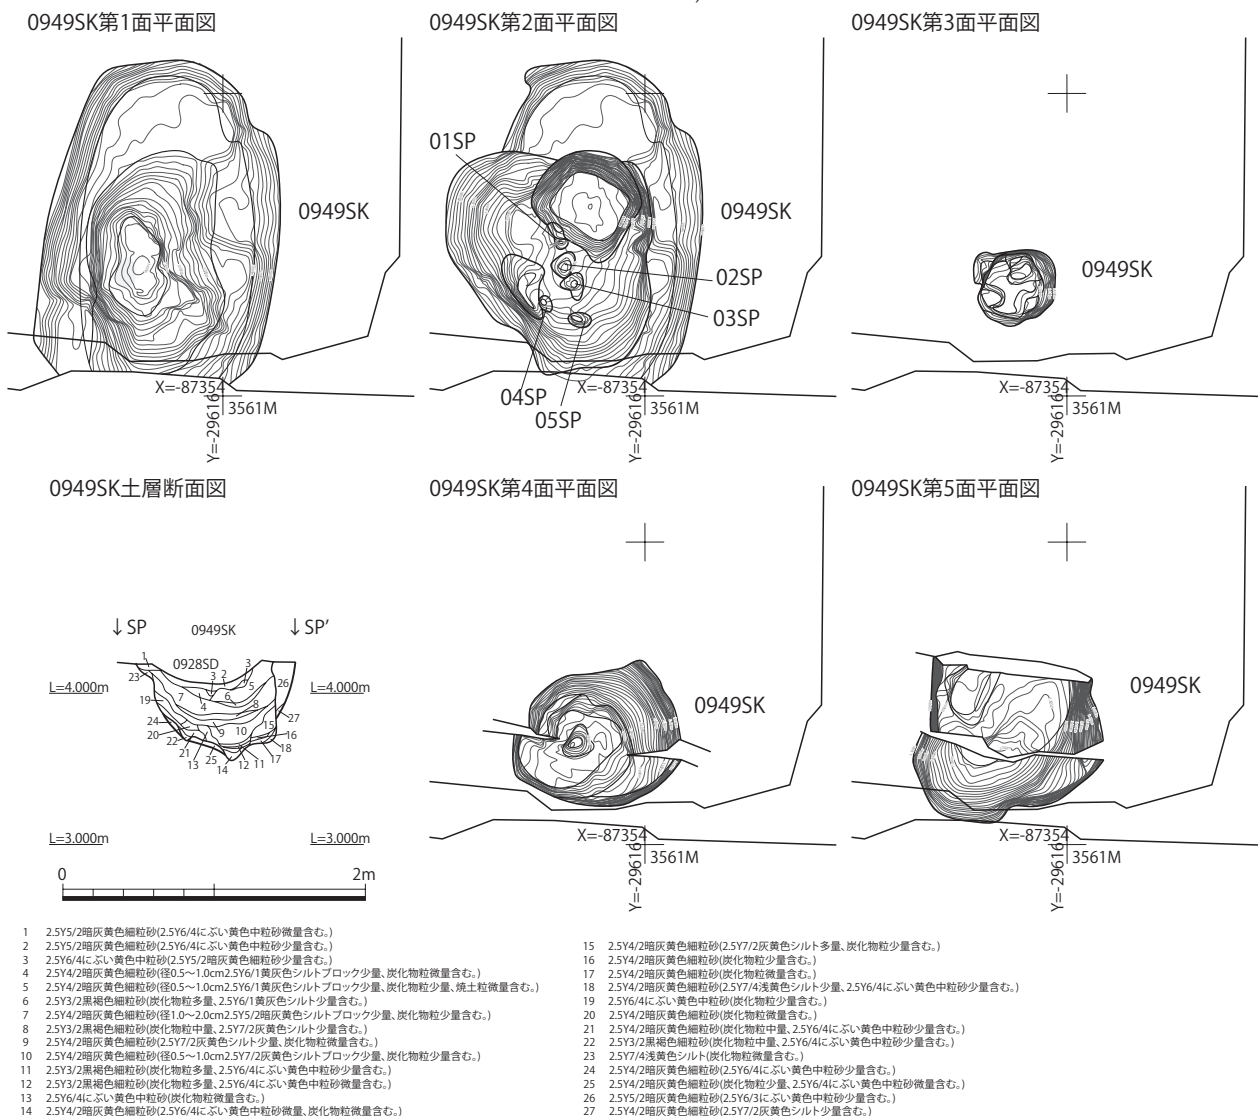 0949SK第1面平面図
0949SK第2面平面図
0949SK第3面平面図
0949SK
01SP
0949SK
02SP
03SP
04SP
05SP
0949SK
X=-87354
Y=-29616
3561M
X=-87354
Y=-29616
3561M
X=-87354
Y=-29616
3561M
0949SK土層断面図
0949SK第4面平面図
0949SK第5面平面図
↓SP
0949SK
↓SP'
0928SD
L=4.000m
L=4.000m
1
23
19
24
20
22
21
13
25
14
12
11
17
18
16
15
27
26
3
2
3
5
6
7
4
8
9
10
L=3.000m
L=3.000m
0
2m
0949SK
X=-87354
Y=-29616
3561M
0949SK
X=-87354
Y=-29616
3561M
1 2.5Y5/2暗灰黄色細粒砂(2.5Y6/4にぶい黄色中粒砂微量含む。)
2 2.5Y5/2暗灰黄色細粒砂(2.5Y6/4にぶい黄色中粒砂少量含む。)
3 2.5Y6/4にぶい黄色中粒砂(2.5Y5/2暗灰黄色細粒砂少量含む。)
4 2.5Y4/2暗灰黄色細粒砂(径0.5～1.0cm2.5Y6/1黄灰色シルトブロック少量、炭化物粒微量含む。)
5 2.5Y4/2暗灰黄色細粒砂(径0.5～1.0cm2.5Y6/1黄灰色シルトブロック少量、炭化物粒少量、焼土粒微量含む。)
6 2.5Y3/2黒褐色細粒砂(炭化物粒多量、2.5Y6/1黄灰色シルト少量含む。)
7 2.5Y4/2暗灰黄色細粒砂(径1.0～2.0cm2.5Y5/2暗灰黄色シルトブロック少量、炭化物粒少量含む。)
8 2.5Y3/2黒褐色細粒砂(炭化物粒中量、2.5Y7/2灰黄色シルト少量含む。)
9 2.5Y4/2暗灰黄色細粒砂(2.5Y7/2灰黄色シルト少量、炭化物粒微量含む。)
10 2.5Y4/2暗灰黄色細粒砂(径0.5～1.0cm2.5Y7/2灰黄色シルトブロック少量、炭化物粒少量含む。)
11 2.5Y3/2黒褐色細粒砂(炭化物粒多量、2.5Y6/4にぶい黄色中粒砂少量含む。)
12 2.5Y3/2黒褐色細粒砂(炭化物粒多量、2.5Y6/4にぶい黄色中粒砂微量含む。)
13 2.5Y6/4にぶい黄色中粒砂(炭化物粒微量含む。)
14 2.5Y4/2暗灰黄色細粒砂(2.5Y6/4にぶい黄色中粒砂微量、炭化物粒微量含む。)
15 2.5Y4/2暗灰黄色細粒砂(2.5Y7/2灰黄色シルト多量、炭化物粒少量含む。)
16 2.5Y4/2暗灰黄色細粒砂(炭化物粒少量含む。)
17 2.5Y4/2暗灰黄色細粒砂(炭化物粒微量含む。)
18 2.5Y4/2暗灰黄色細粒砂(2.5Y7/4浅黄色シルト少量、2.5Y6/4にぶい黄色中粒砂少量含む。)
19 2.5Y6/4にぶい黄色中粒砂(炭化物粒少量含む。)
20 2.5Y4/2暗灰黄色細粒砂(炭化物粒微量含む。)
21 2.5Y4/2暗灰黄色細粒砂(炭化物粒中量、2.5Y6/4にぶい黄色中粒砂少量含む。)
22 2.5Y3/2黒褐色細粒砂(炭化物粒中量、2.5Y6/4にぶい黄色中粒砂少量含む。)
23 2.5Y7/4浅黄色シルト(炭化物粒微量含む。)
24 2.5Y4/2暗灰黄色細粒砂(2.5Y6/4にぶい黄色中粒砂少量含む。)
25 2.5Y4/2暗灰黄色細粒砂(炭化物粒少量、2.5Y6/4にぶい黄色中粒砂微量含む。)
26 2.5Y5/2暗灰黄色細粒砂(2.5Y6/3にぶい黄色中粒砂少量含む。)
27 2.5Y4/2暗灰黄色細粒砂(2.5Y7/2灰黄色シルト少量含む。)